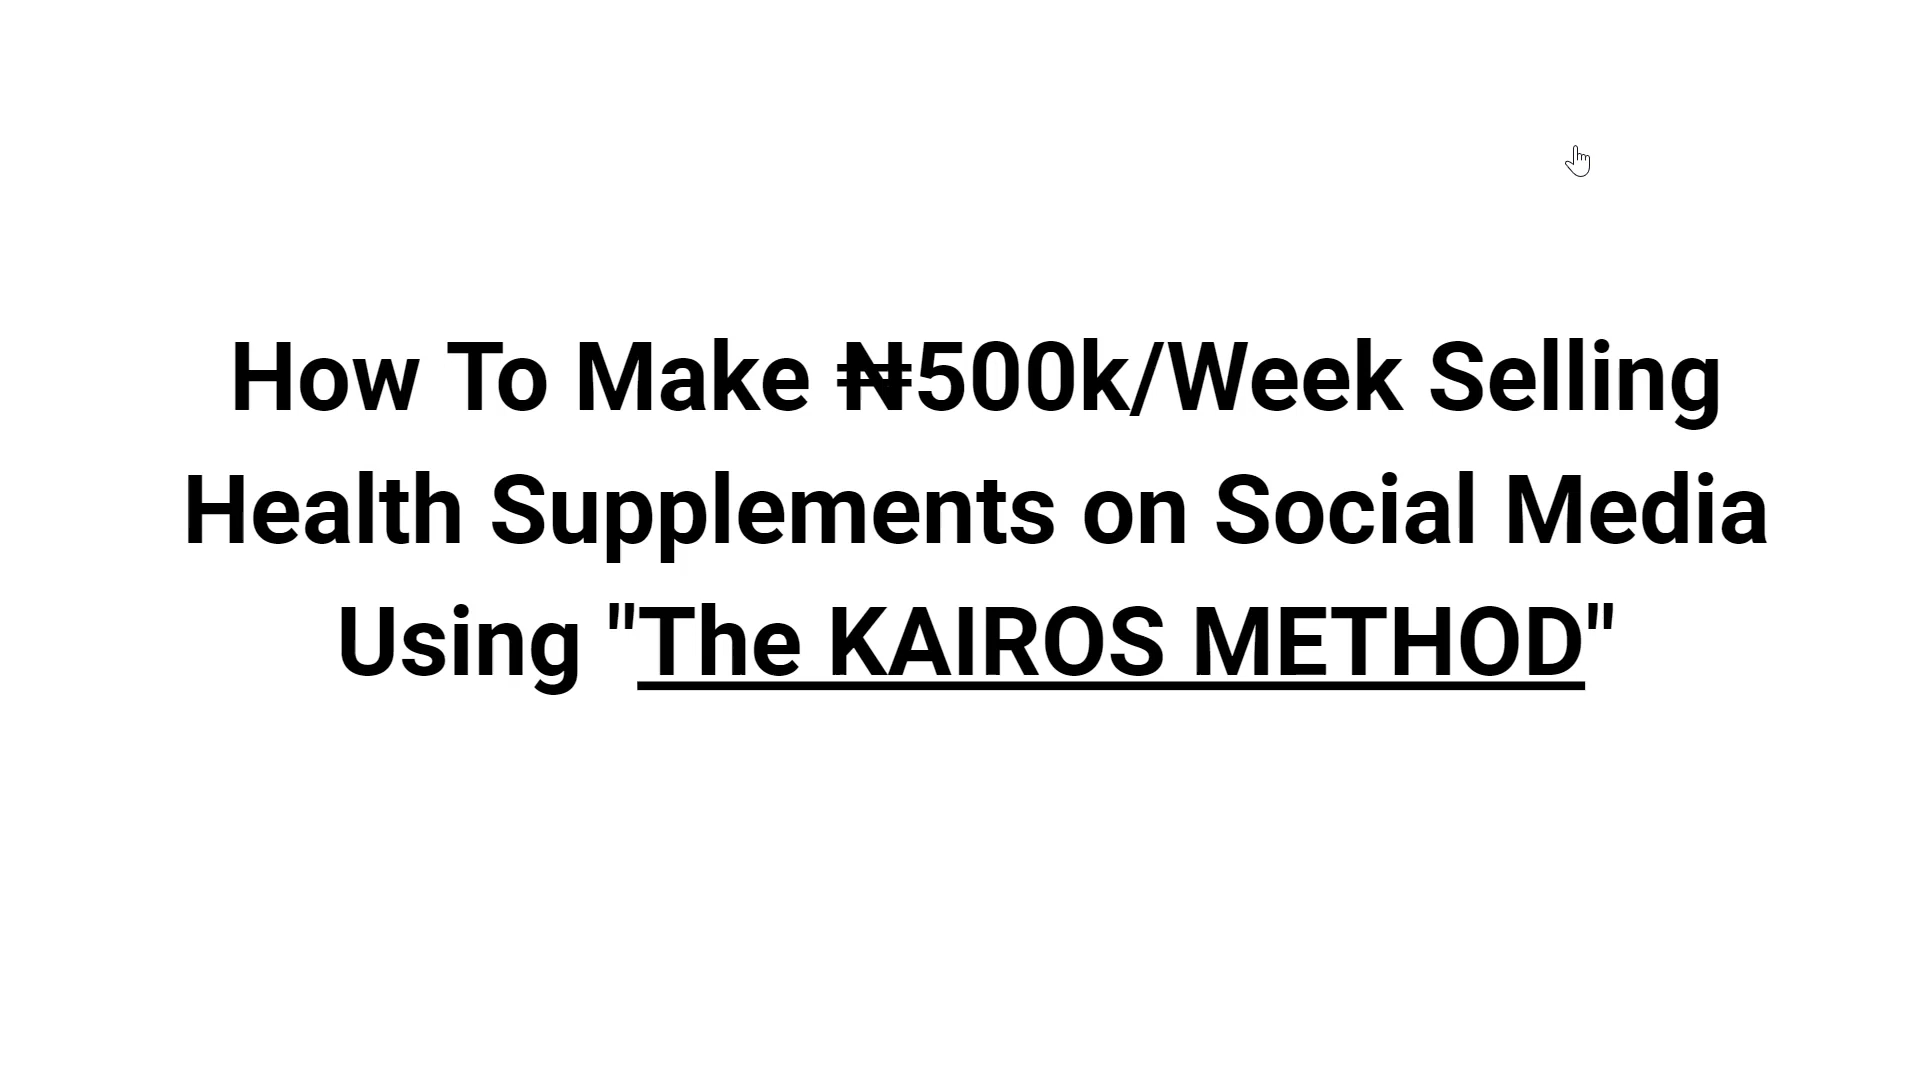 How To Make ₦500k/Week Selling
Health Supplements on Social Media
Using "The KAIROS METHOD"